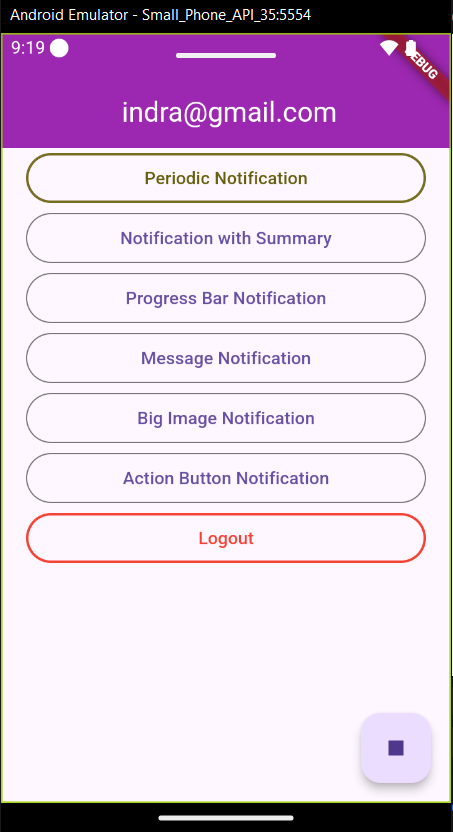 Android Emulator - Small_Phone_API_35:5554
9:19
DEBUG
indra@gmail.com
Periodic Notification
Notification with Summary
Progress Bar Notification
Message Notification
Big Image Notification
Action Button Notification
Logout